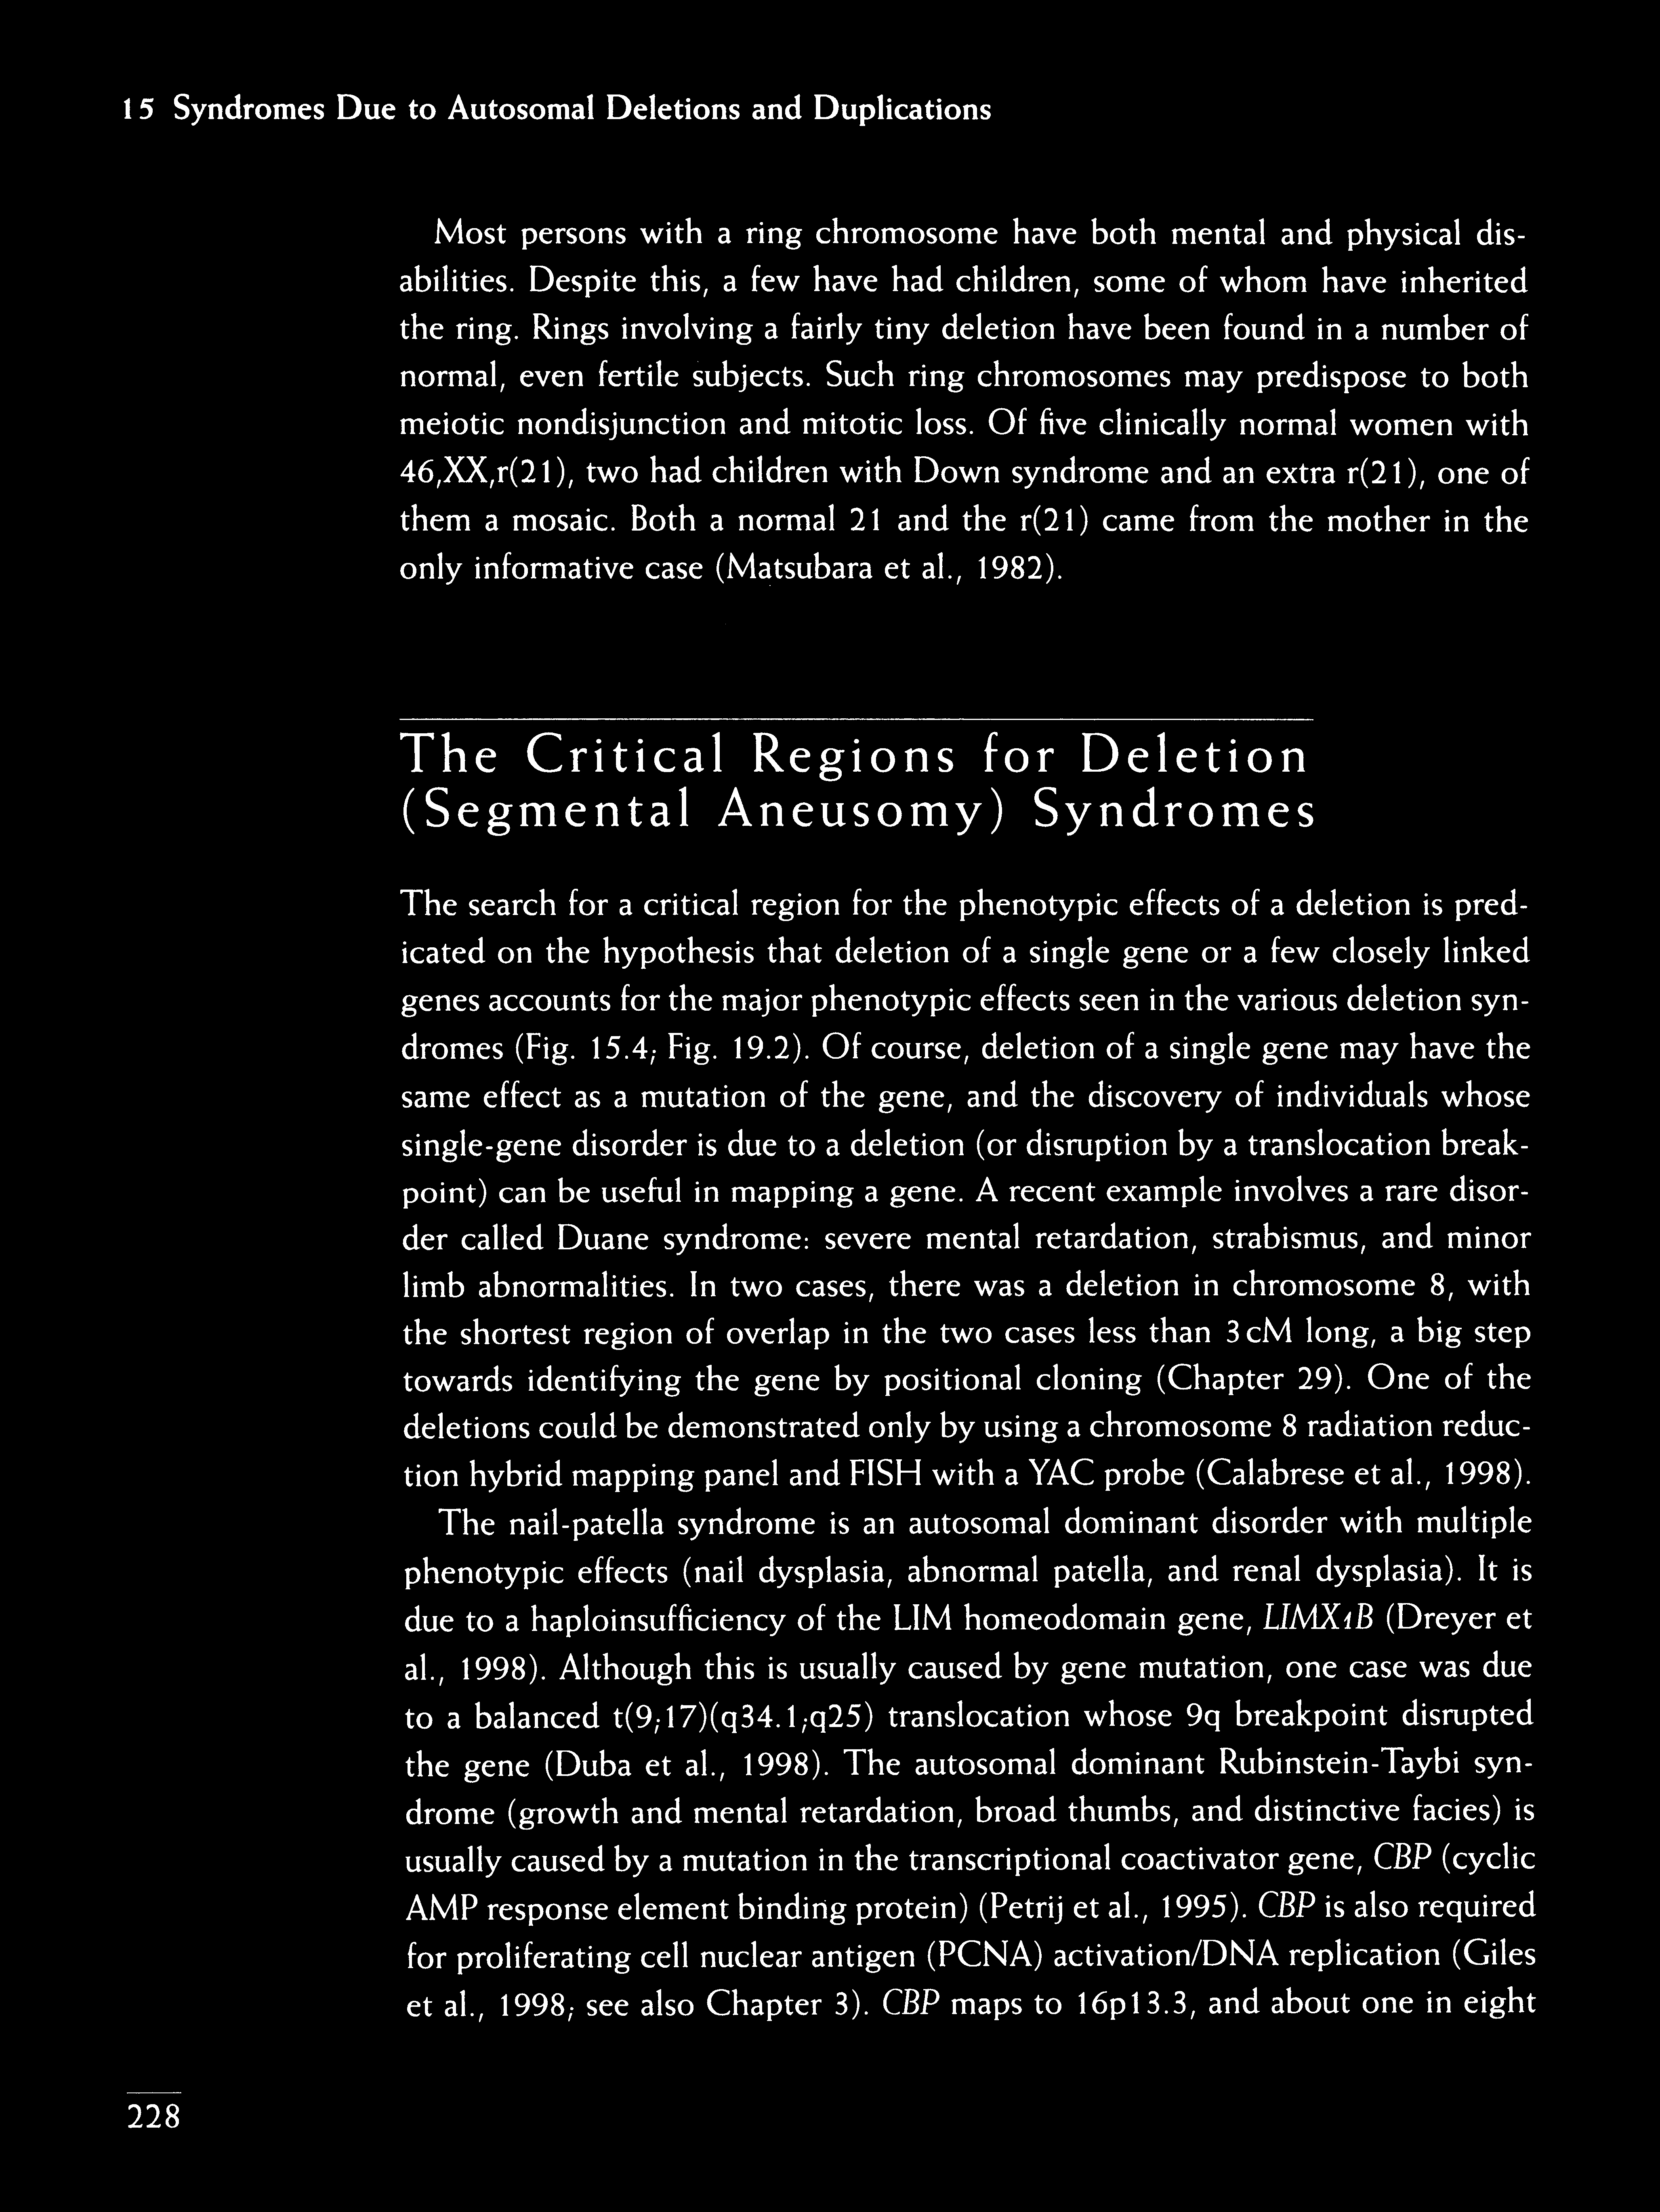 15 Syndromes Due to Autosomal Deletions and Duplications
Most persons with a ring chromosome have both mental and physical dis-
abilities. Despite this, a few have had children, some of whom have inherited
the ring. Rings involving a fairly tiny deletion have been found in a number of
normal, even fertile subjects. Such ring chromosomes may predispose to both
meiotic nondisjunction and mitotic loss. Of five clinically normal women with
46,XX,r(21), two had children with Down syndrome and an extra r(21), one of
them a mosaic. Both a normal 21 and the r(21) came from the mother in the
only informative case (Matsubara et al., 1982).
The Critical Regions for Deletion
(Segmental Aneusomy) Syndromes
The search for a critical region for the phenotypic effects of a deletion is pred-
icated on the hypothesis that deletion of a single gene or a few closely linked
genes accounts for the major phenotypic effects seen in the various deletion syn-
dromes (Fig. 15.4; Fig. 19.2). Of course, deletion of a single gene may have the
same effect as a mutation of the gene, and the discovery of individuals whose
single-gene disorder is due to a deletion (or disruption by a translocation break-
point) can be useful in mapping a gene. A recent example involves a rare disor-
der called Duane syndrome: severe mental retardation, strabismus, and minor
limb abnormalities. In two cases, there was a deletion in chromosome 8, with
the shortest region of overlap in the two cases less than 3 cM long, a big step
towards identifying the gene by positional cloning (Chapter 29). One of the
deletions could be demonstrated only by using a chromosome 8 radiation reduc-
tion hybrid mapping panel and FISH with a YAC probe (Calabrese et al., 1998).
The nail-patella syndrome is an autosomal dominant disorder with multiple
phenotypic effects (nail dysplasia, abnormal patella, and renal dysplasia). It is
due to a haploinsufficiency of the LIM homeodomain gene, LIMX1B (Dreyer et
al., 1998). Although this is usually caused by gene mutation, one case was due
to a balanced t(9;17)(q34.1;q25) translocation whose 9q breakpoint disrupted
the gene (Duba et al., 1998). The autosomal dominant Rubinstein-Taybi syn-
drome (growth and mental retardation, broad thumbs, and distinctive facies) is
usually caused by a mutation in the transcriptional coactivator gene, CBP (cyclic
AMP response element binding protein) (Petrij et al., 1995). CBP is also required
for proliferating cell nuclear antigen (PCNA) activation/DNA replication (Giles
et al., 1998; see also Chapter 3). CBP maps to 16p13.3, and about one in eight
228